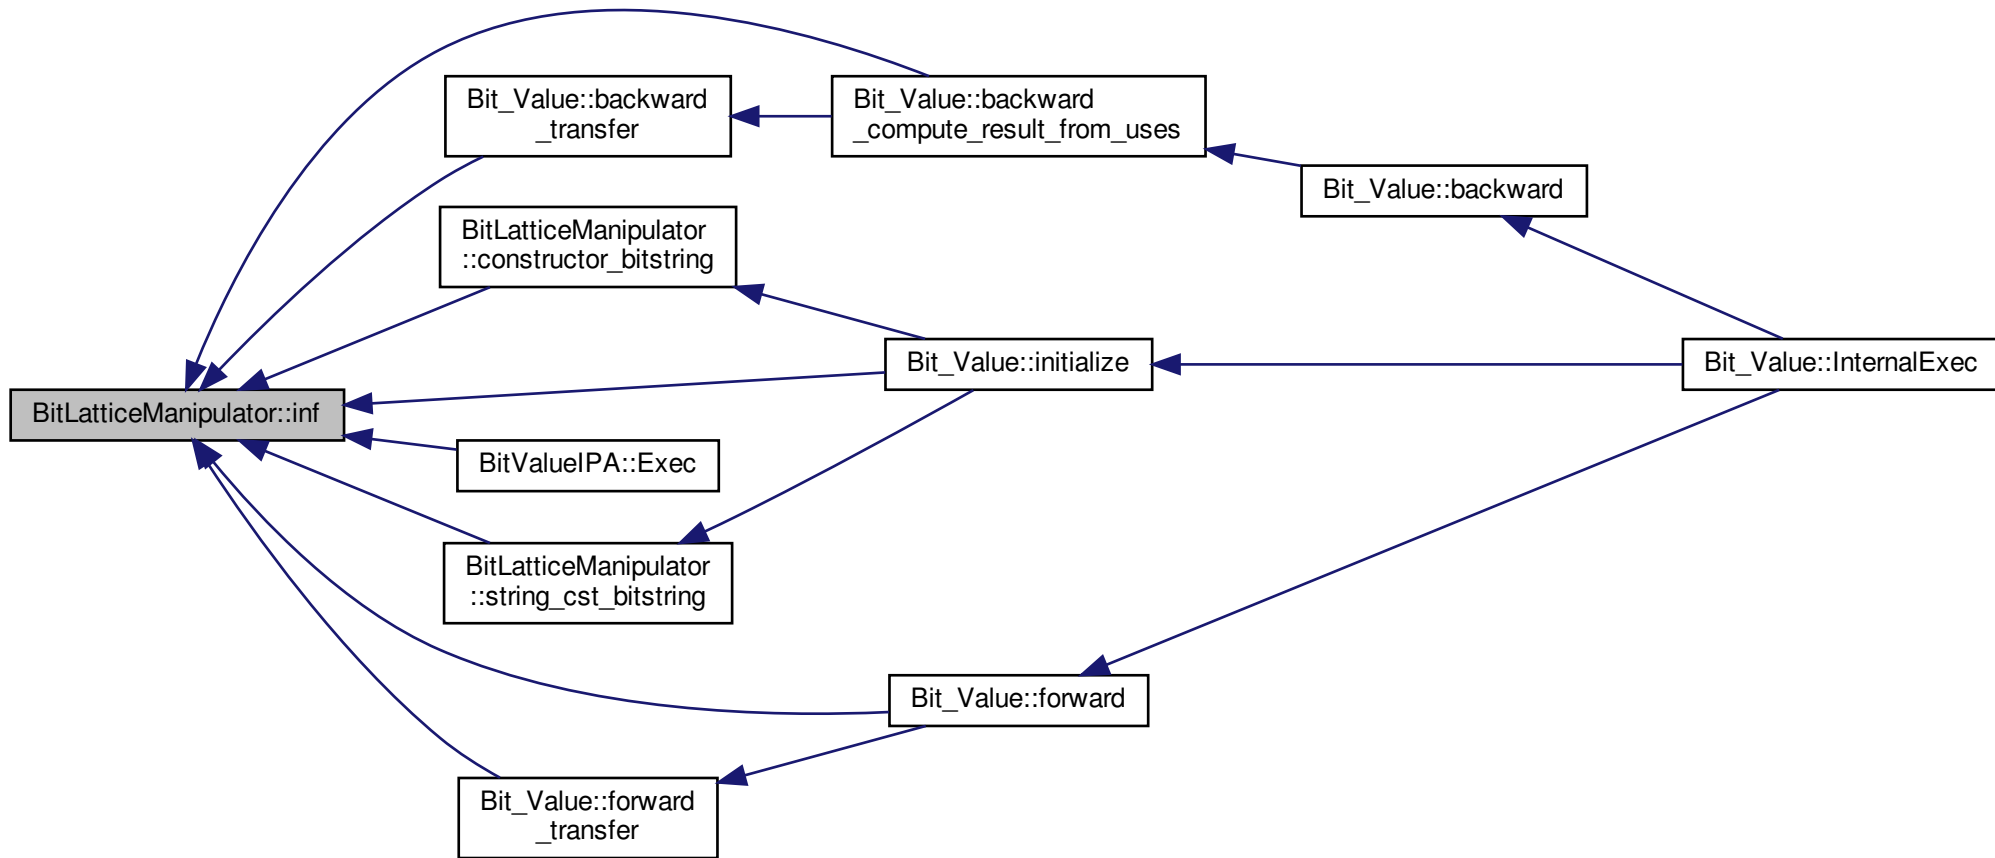 Bit_Value::backward
_transfer
Bit_Value::backward
_compute_result_from_uses
Bit_Value::backward
BitLatticeManipulator
::constructor_bitstring
Bit_Value::initialize
Bit_Value::InternalExec
BitLatticeManipulator::inf
BitValueIPA::Exec
BitLatticeManipulator
::string_cst_bitstring
Bit_Value::forward
Bit_Value::forward
_transfer